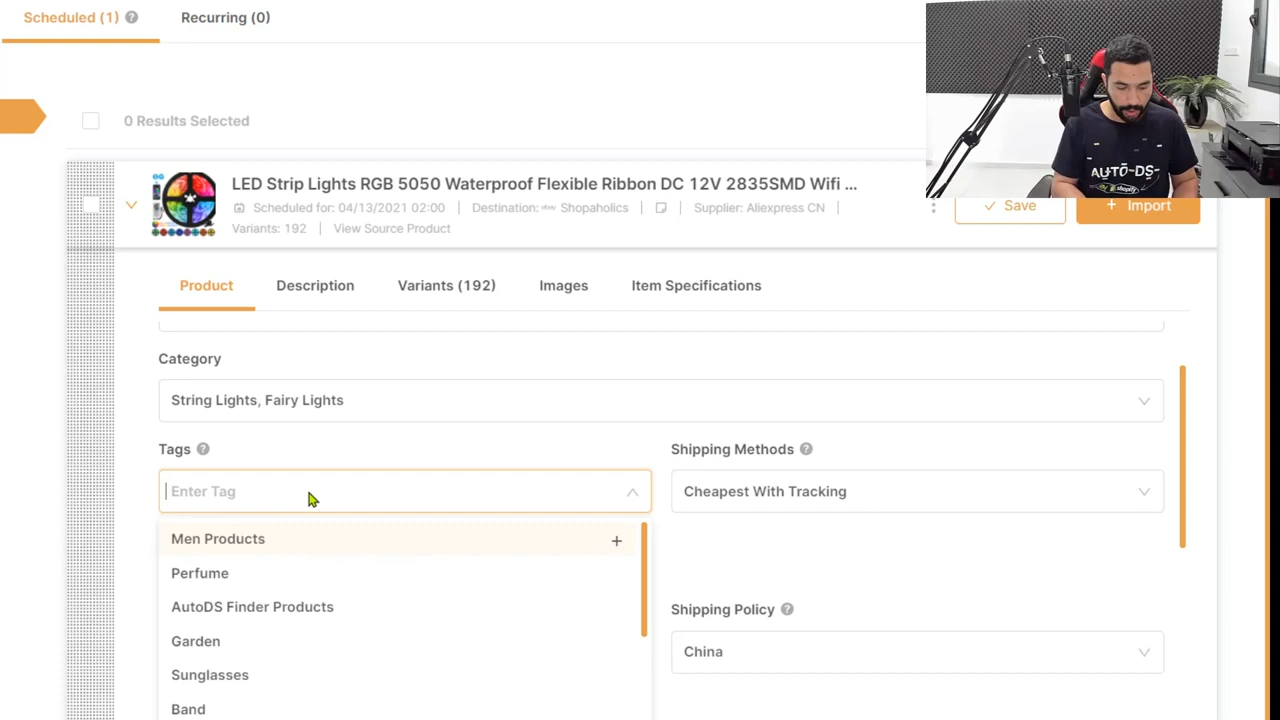 Scheduled (1) ?
Recurring (0)
0 Results Selected
LED Strip Lights RGB 5050 Waterproof Flexible Ribbon DC 12V 2835SMD Wifi ...
Scheduled for: 04/13/2021 02:00 | Destination: ebay Shopaholics | Supplier: Aliexpress CN |
Variants: 192 | View Source Product
Save
+ Import
Product
Description
Variants (192)
Images
Item Specifications
Category
String Lights, Fairy Lights
Tags ?
Shipping Methods ?
Enter Tag
Cheapest With Tracking
Men Products +
Perfume
AutoDS Finder Products
Shipping Policy ?
Garden
China
Sunglasses
Band
AUTO-DS
shopify